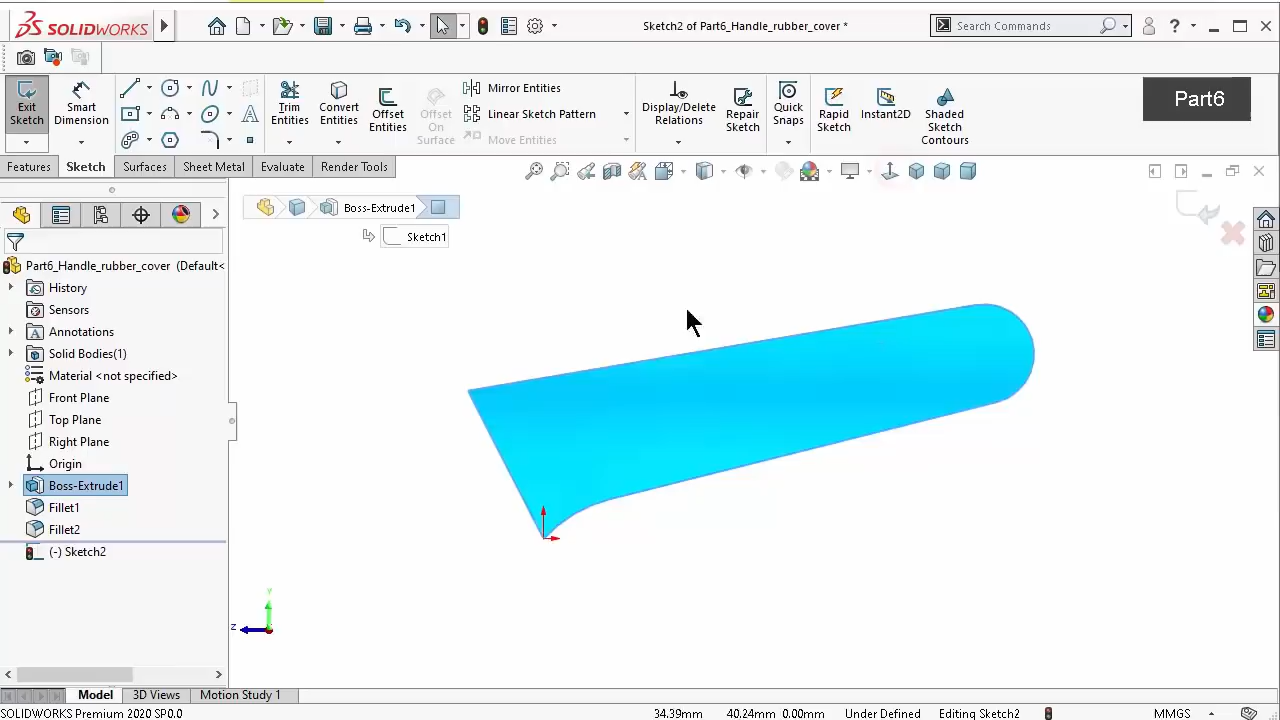 SOLIDWORKS
Sketch2 of Part6_Handle_rubber_cover *
Search Commands
?
Exit
Sketch
Smart
Dimension
Trim
Entities
Convert
Entities
Offset
Entities
Offset
On
Surface
Mirror Entities
Linear Sketch Pattern
Move Entities
Display/Delete
Relations
Repair
Sketch
Quick
Snaps
Rapid
Sketch
Instant2D
Shaded
Sketch
Contours
Part6
Features
Sketch
Surfaces
Sheet Metal
Evaluate
Render Tools
Boss-Extrude1
Sketch1
Part6_Handle_rubber_cover (Default<
History
Sensors
Annotations
Solid Bodies(1)
Material <not specified>
Front Plane
Top Plane
Right Plane
Origin
Boss-Extrude1
Fillet1
Fillet2
(-) Sketch2
Y
Z
Model
3D Views
Motion Study 1
SOLIDWORKS Premium 2020 SP0.0
34.39mm 40.24mm 0.00mm Under Defined Editing Sketch2 MMGS